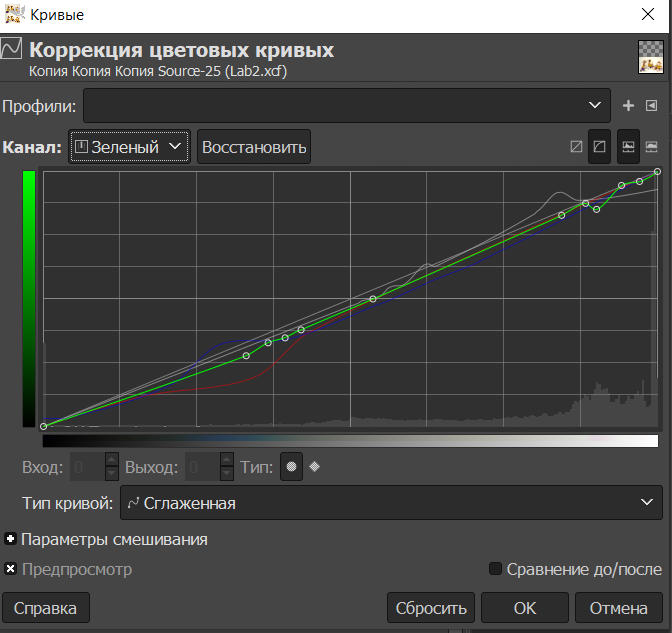 Кривые
Коррекция цветовых кривых
Копия Копия Копия Source-25 (Lab2.xcf)
Профили:
Канал: Зеленый Восстановить
Вход: 0 Выход: 0 Тип:
Тип кривой: Сглаженная
Параметры смешивания
Предпросмотр Сравнение до/после
Справка Сбросить OK Отмена